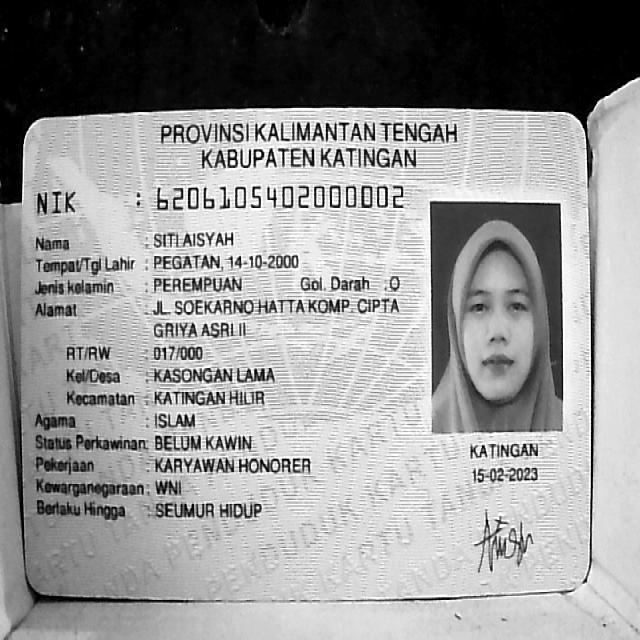 PROVINSI KALIMANTAN TENGAH
KABUPATEN KATINGAN
NIK : 6206105402000002
Nama : SITI AISYAH
Tempat/Tgl Lahir : PEGATAN, 14-10-2000
Jenis kelamin : PEREMPUAN Gol. Darah : O
Alamat : JL. SOEKARNO HATTA KOMP. CIPTA
GRIYA ASRI II
RT/RW : 017/000
Kel/Desa : KASONGAN LAMA
Kecamatan : KATINGAN HILIR
Agama : ISLAM
Status Perkawinan: BELUM KAWIN
Pekerjaan : KARYAWAN HONORER
Kewarganegaraan: WNI
Berlaku Hingga : SEUMUR HIDUP
KATINGAN
15-02-2023